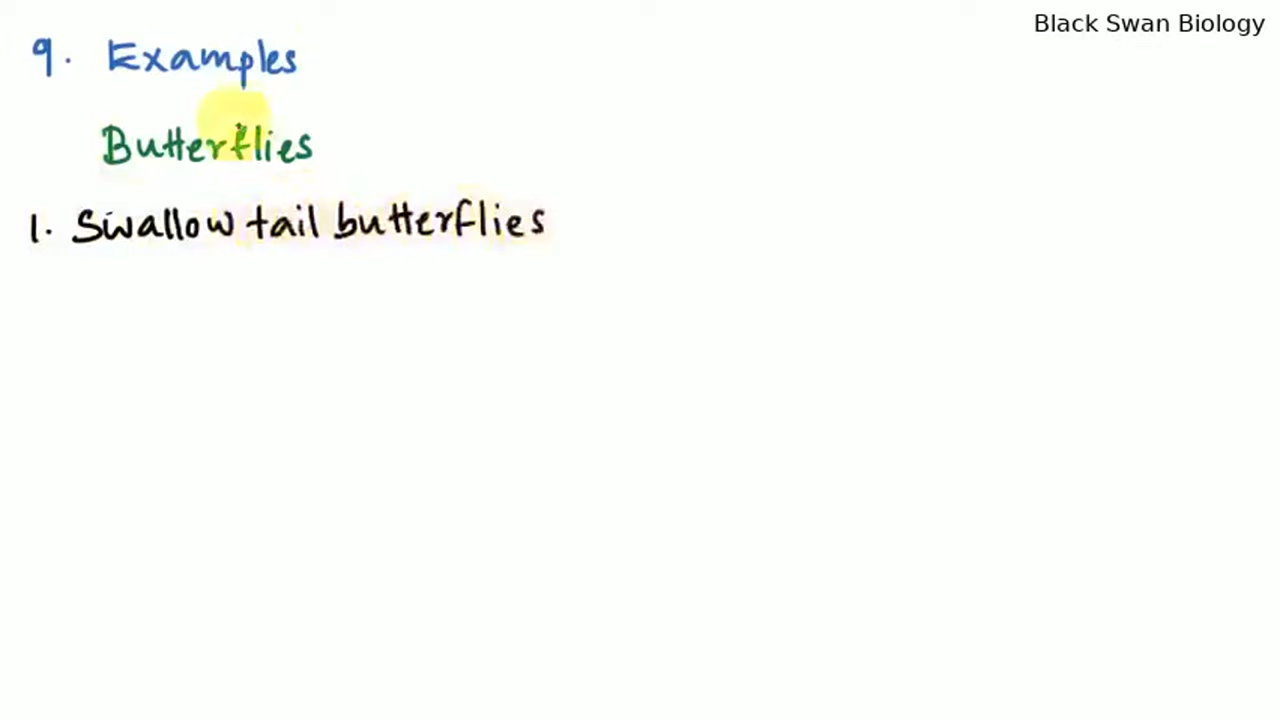 Black Swan Biology
9. Examples
Butterflies
1. Swallow tail butterflies